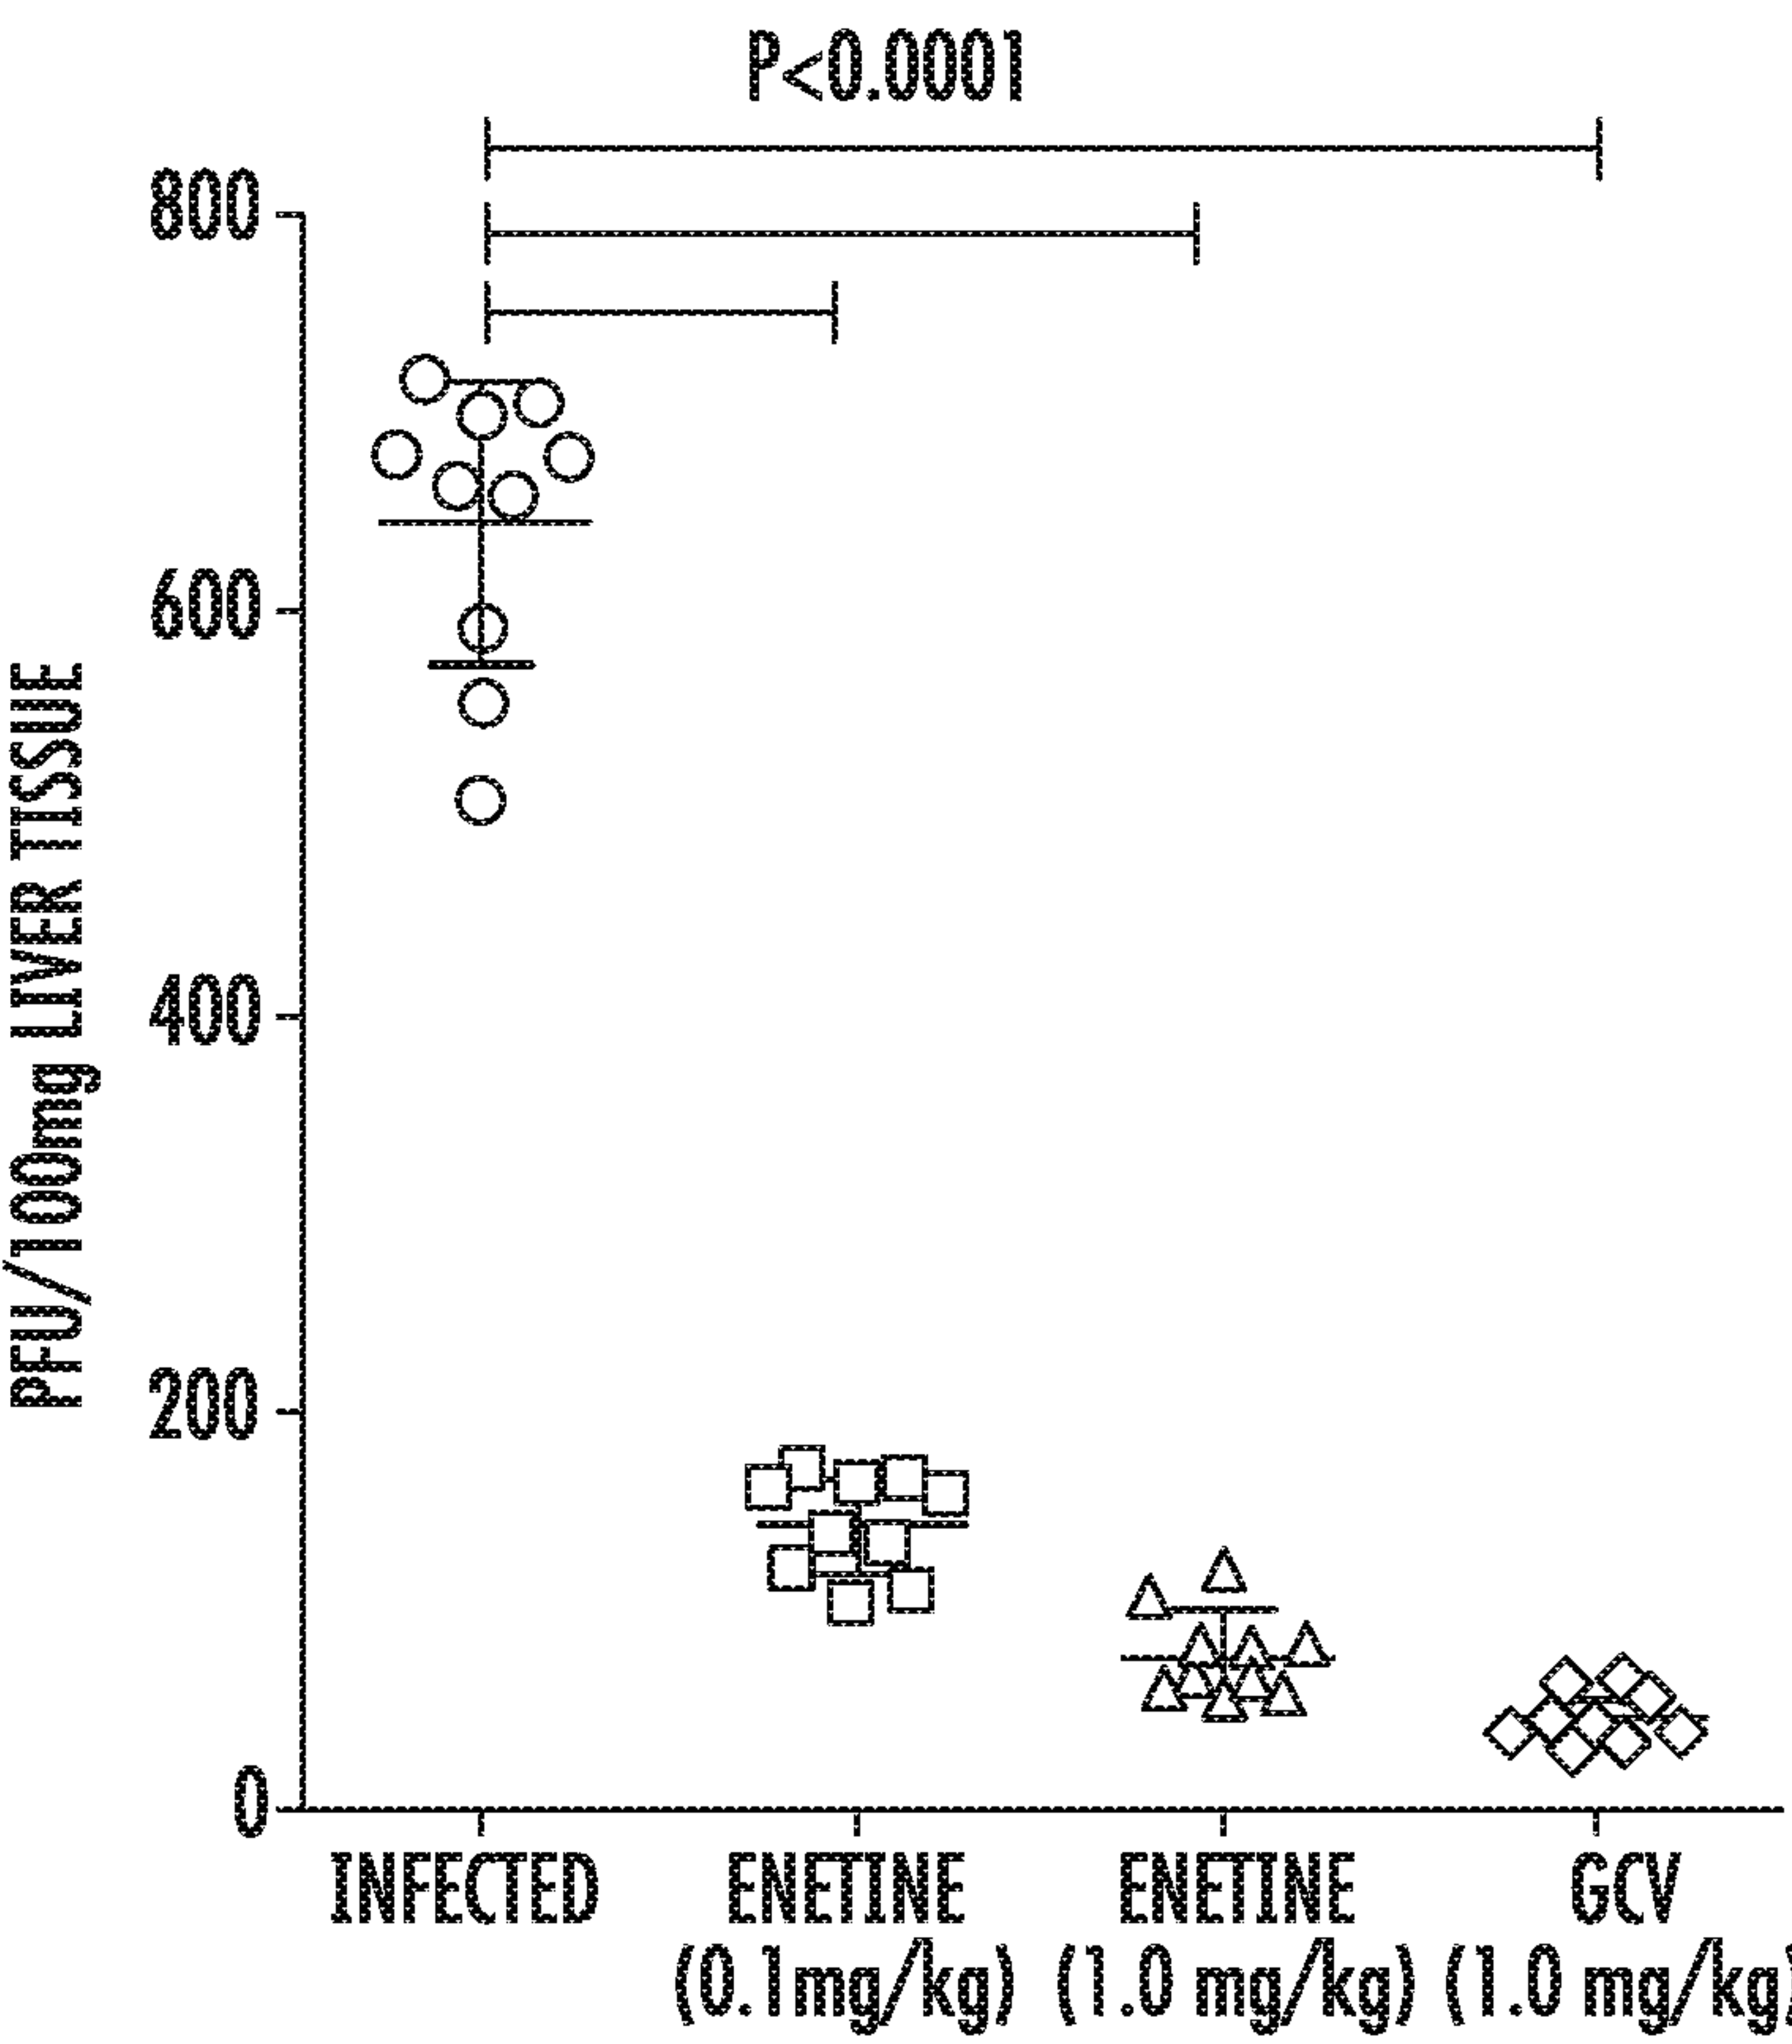 P<0.0001
800
600
400
200
0
PFU/100mg LIVER TISSUE
INFECTED
ENETINE
(0.1mg/kg)
ENETINE
(1.0 mg/kg)
GCV
(1.0 mg/kg)